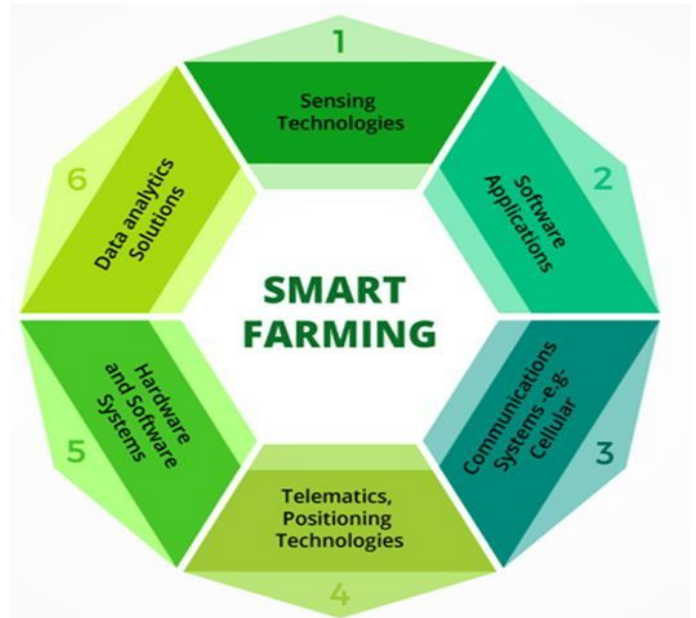 1
Sensing
Technologies
2
Software
Applications
3
Communications
Systems -e.g-
Cellular
4
Telematics,
Positioning
Technologies
5
Hardware
and Software
Systems
6
Data analytics
Solutions
SMART
FARMING